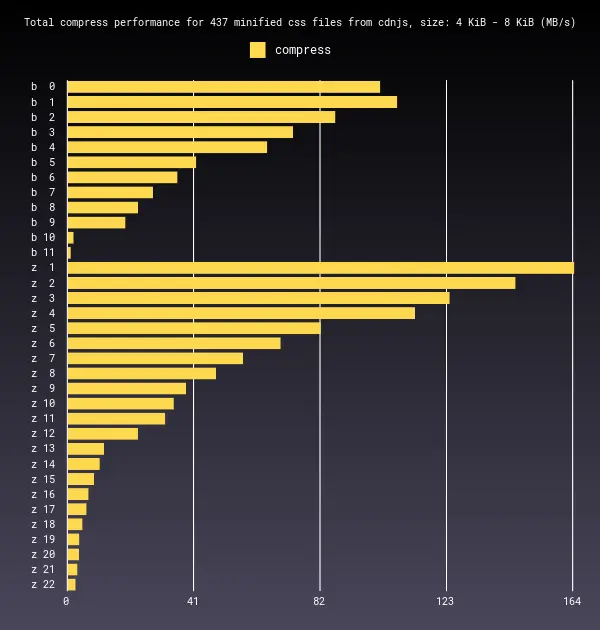 Total compress performance for 437 minified css files from cdnjs, size: 4 KiB - 8 KiB (MB/s)
compress
b 0
b 1
b 2
b 3
b 4
b 5
b 6
b 7
b 8
b 9
b 10
b 11
z 1
z 2
z 3
z 4
z 5
z 6
z 7
z 8
z 9
z 10
z 11
z 12
z 13
z 14
z 15
z 16
z 17
z 18
z 19
z 20
z 21
z 22
0 41 82 123 164